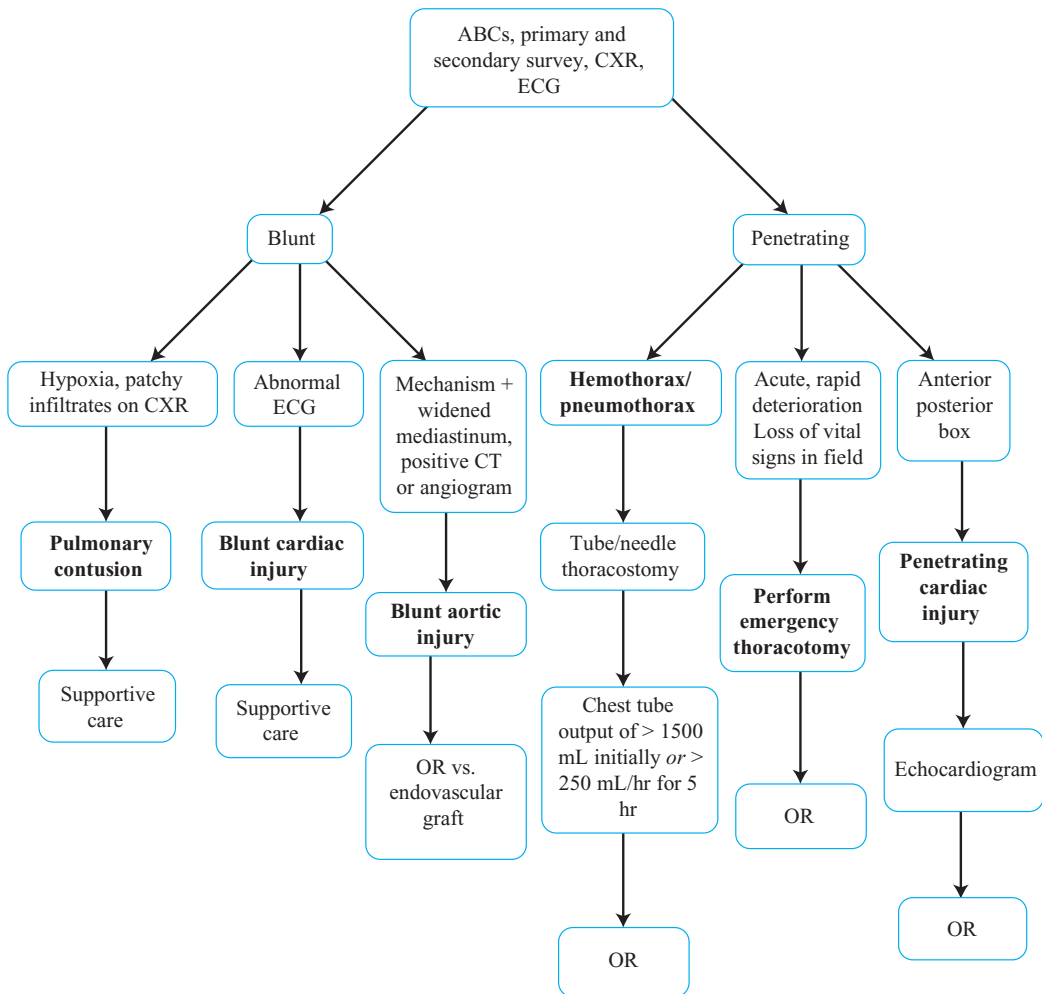 ABCs, primary and
secondary survey, CXR,
ECG
Blunt
Penetrating
Hypoxia, patchy
infiltrates on CXR
Abnormal
ECG
Mechanism +
widened
mediastinum,
positive CT
or angiogram
Hemothorax/
pneumothorax
Acute, rapid
deterioration
Loss of vital
signs in field
Anterior
posterior
box
Pulmonary
contusion
Blunt cardiac
injury
Blunt aortic
injury
Tube/needle
thoracostomy
Perform
emergency
thoracotomy
Penetrating
cardiac
injury
Supportive
care
Supportive
care
OR vs.
endovascular
graft
Chest tube
output of > 1500
mL initially or >
250 mL/hr for 5
hr
OR
Echocardiogram
OR
OR